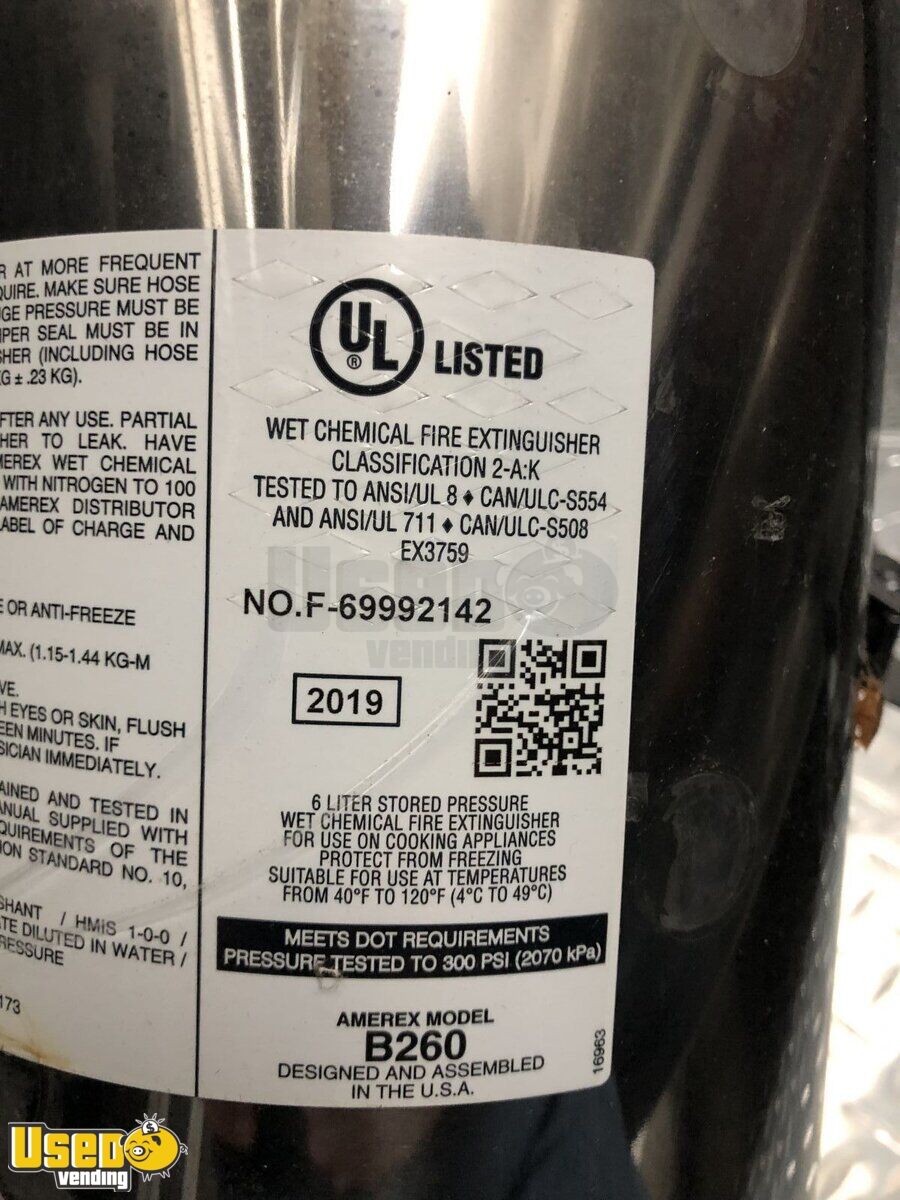 R AT MORE FREQUENT
QUIRE. MAKE SURE HOSE
GE PRESSURE MUST BE
PER SEAL MUST BE IN
SHER (INCLUDING HOSE
KG ± .23 KG).
AFTER ANY USE. PARTIAL
HER TO LEAK. HAVE
MEREX WET CHEMICAL
WITH NITROGEN TO 100
AMEREX DISTRIBUTOR
LABEL OF CHARGE AND
E OR ANTI-FREEZE
MAX. (1.15-1.44 KG-M
VE.
H EYES OR SKIN, FLUSH
EEN MINUTES. IF
SICIAN IMMEDIATELY.
AINED AND TESTED IN
ANUAL SUPPLIED WITH
QUIREMENTS OF THE
ION STANDARD NO. 10,
SHANT / HMIS 1-0-0 /
TE DILUTED IN WATER /
RESSURE
173
UL ® LISTED
WET CHEMICAL FIRE EXTINGUISHER
CLASSIFICATION 2-A:K
TESTED TO ANSI/UL 8 ♦ CAN/ULC-S554
AND ANSI/UL 711 ♦ CAN/ULC-S508
EX3759
NO.F-69992142
USED
vending
2019
6 LITER STORED PRESSURE
WET CHEMICAL FIRE EXTINGUISHER
FOR USE ON COOKING APPLIANCES
PROTECT FROM FREEZING
SUITABLE FOR USE AT TEMPERATURES
FROM 40°F TO 120°F (4°C TO 49°C)
MEETS DOT REQUIREMENTS
PRESSURE TESTED TO 300 PSI (2070 kPa)
AMEREX MODEL
B260
DESIGNED AND ASSEMBLED
IN THE U.S.A.
16963
USED
vending